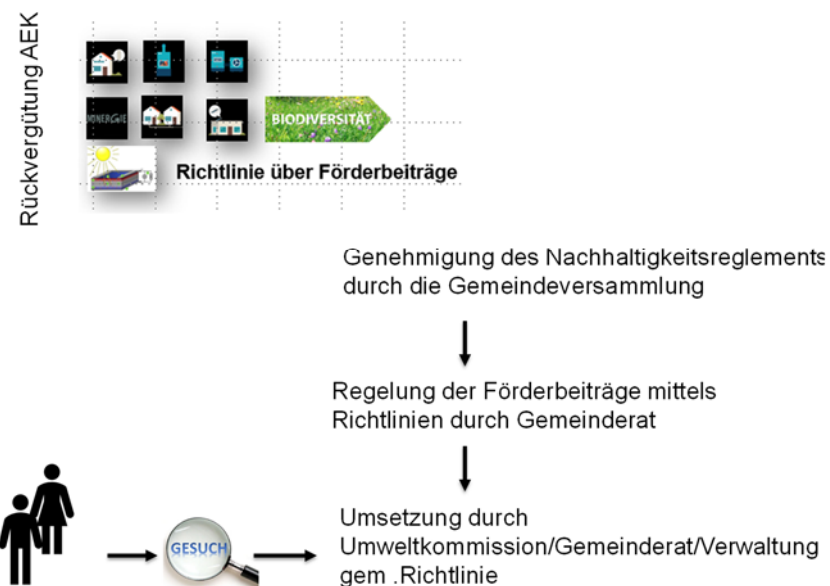 Rückvergütung AEK
BIODIVERSITÄT
Richtlinie über Förderbeiträge
Genehmigung des Nachhaltigkeitsreglements
durch die Gemeindeversammlung
Regelung der Förderbeiträge mittels
Richtlinien durch Gemeinderat
GESUCH
Umsetzung durch
Umweltkommission/Gemeinderat/Verwaltung
gem .Richtlinie